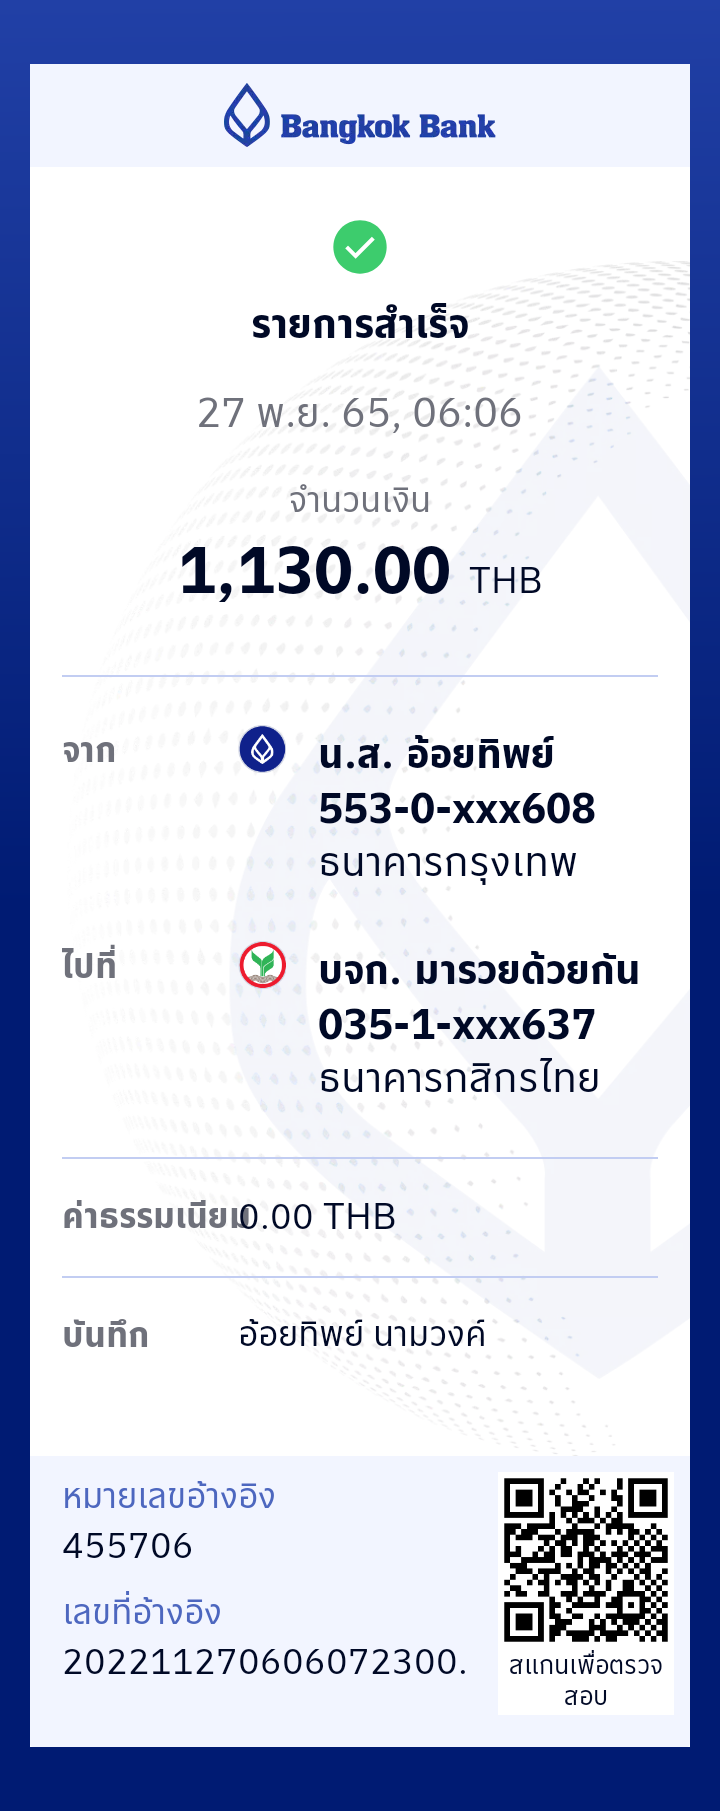 Bangkok Bank
รายการสำเร็จ
27 พ.ย. 65, 06:06
จำนวนเงิน
1,130.00 THB
จาก
น.ส. อ้อยทิพย์
553-0-xxx608
ธนาคารกรุงเทพ
ไปที่
บจก. มารวยด้วยกัน
035-1-xxx637
ธนาคารกสิกรไทย
ค่าธรรมเนียม 0.00 THB
บันทึก อ้อยทิพย์ นามวงค์
หมายเลขอ้างอิง
455706
เลขที่อ้างอิง
202211270606072300.
สแกนเพื่อตรวจ
สอบ